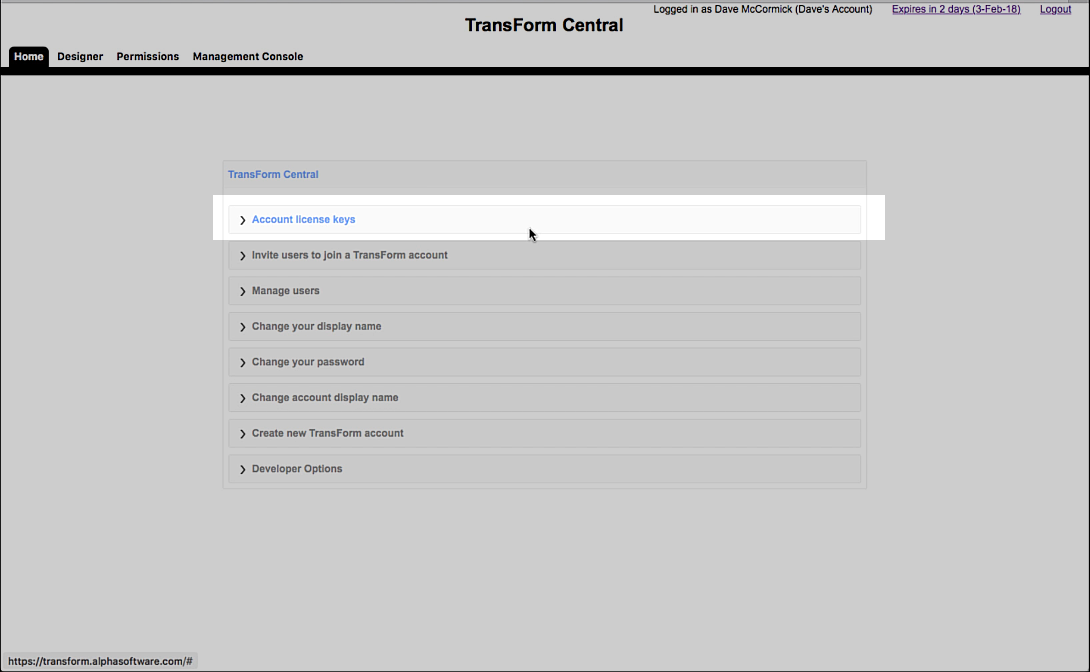 Logged in as Dave McCormick (Dave's Account) Expires in 2 days (3-Feb-18) Logout
TransForm Central
Home Designer Permissions Management Console
TransForm Central
Account license keys
Invite users to join a TransForm account
Manage users
Change your display name
Change your password
Change account display name
Create new TransForm account
Developer Options
https://transform.alphasoftware.com/#